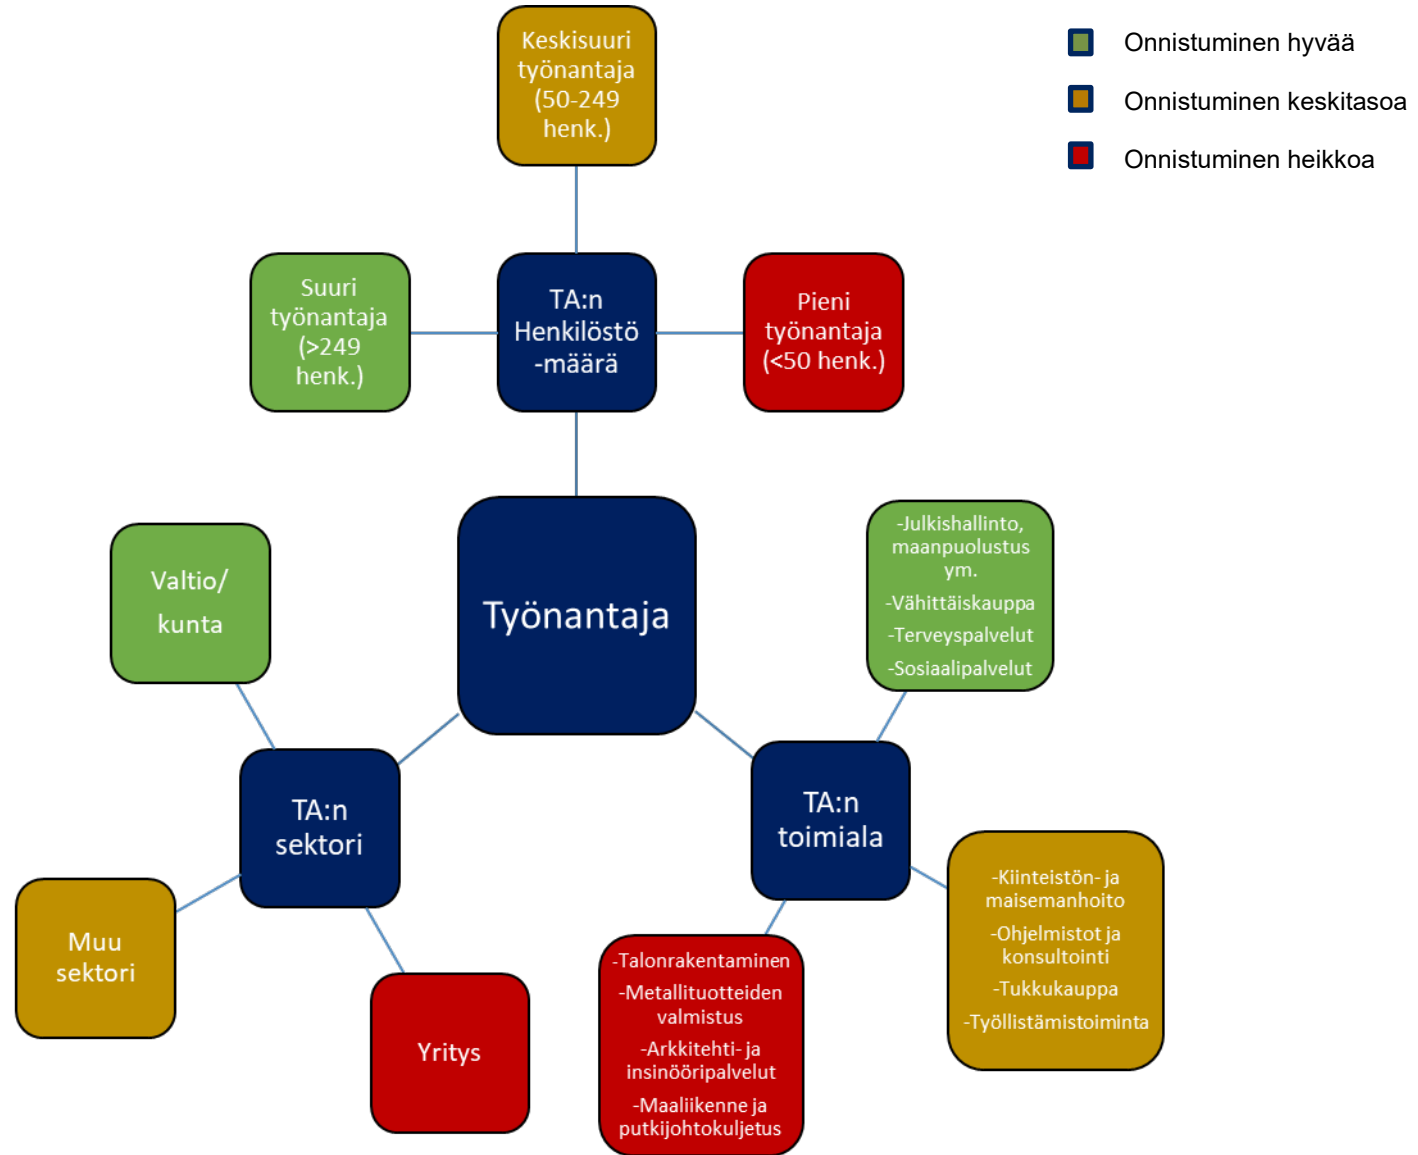 Keskisuuri
työnantaja
(50-249
henk.)
Onnistuminen hyvää
Onnistuminen keskitasoa
Onnistuminen heikkoa
Suuri
työnantaja
(>249
henk.)
TA:n
Henkilöstö
-määrä
Pieni
työnantaja
(<50 henk.)
Työnantaja
Valtio/
kunta
-Julkishallinto,
maanpuolustus
ym.
-Vähittäiskauppa
-Terveyspalvelut
-Sosiaalipalvelut
TA:n
sektori
TA:n
toimiala
Muu
sektori
Yritys
-Talonrakentaminen
-Metallituotteiden
valmistus
-Arkkitehti- ja
insinööripalvelut
-Maaliikenne ja
putkijohtokuljetus
-Kiinteistön- ja
maisemanhoito
-Ohjelmistot ja
konsultointi
-Tukkukauppa
-Työllistämistoiminta